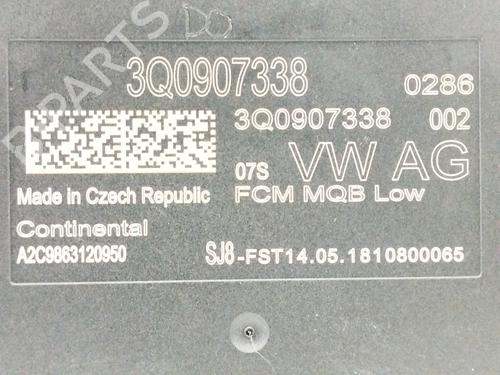 DO
B-PARTS
3Q0907338 0286
3Q0907338 002
07S VW AG
Made in Czech Republic FCM MQB Low
Continental
A2C9863120950 SJ8-FST14.05.1810800065